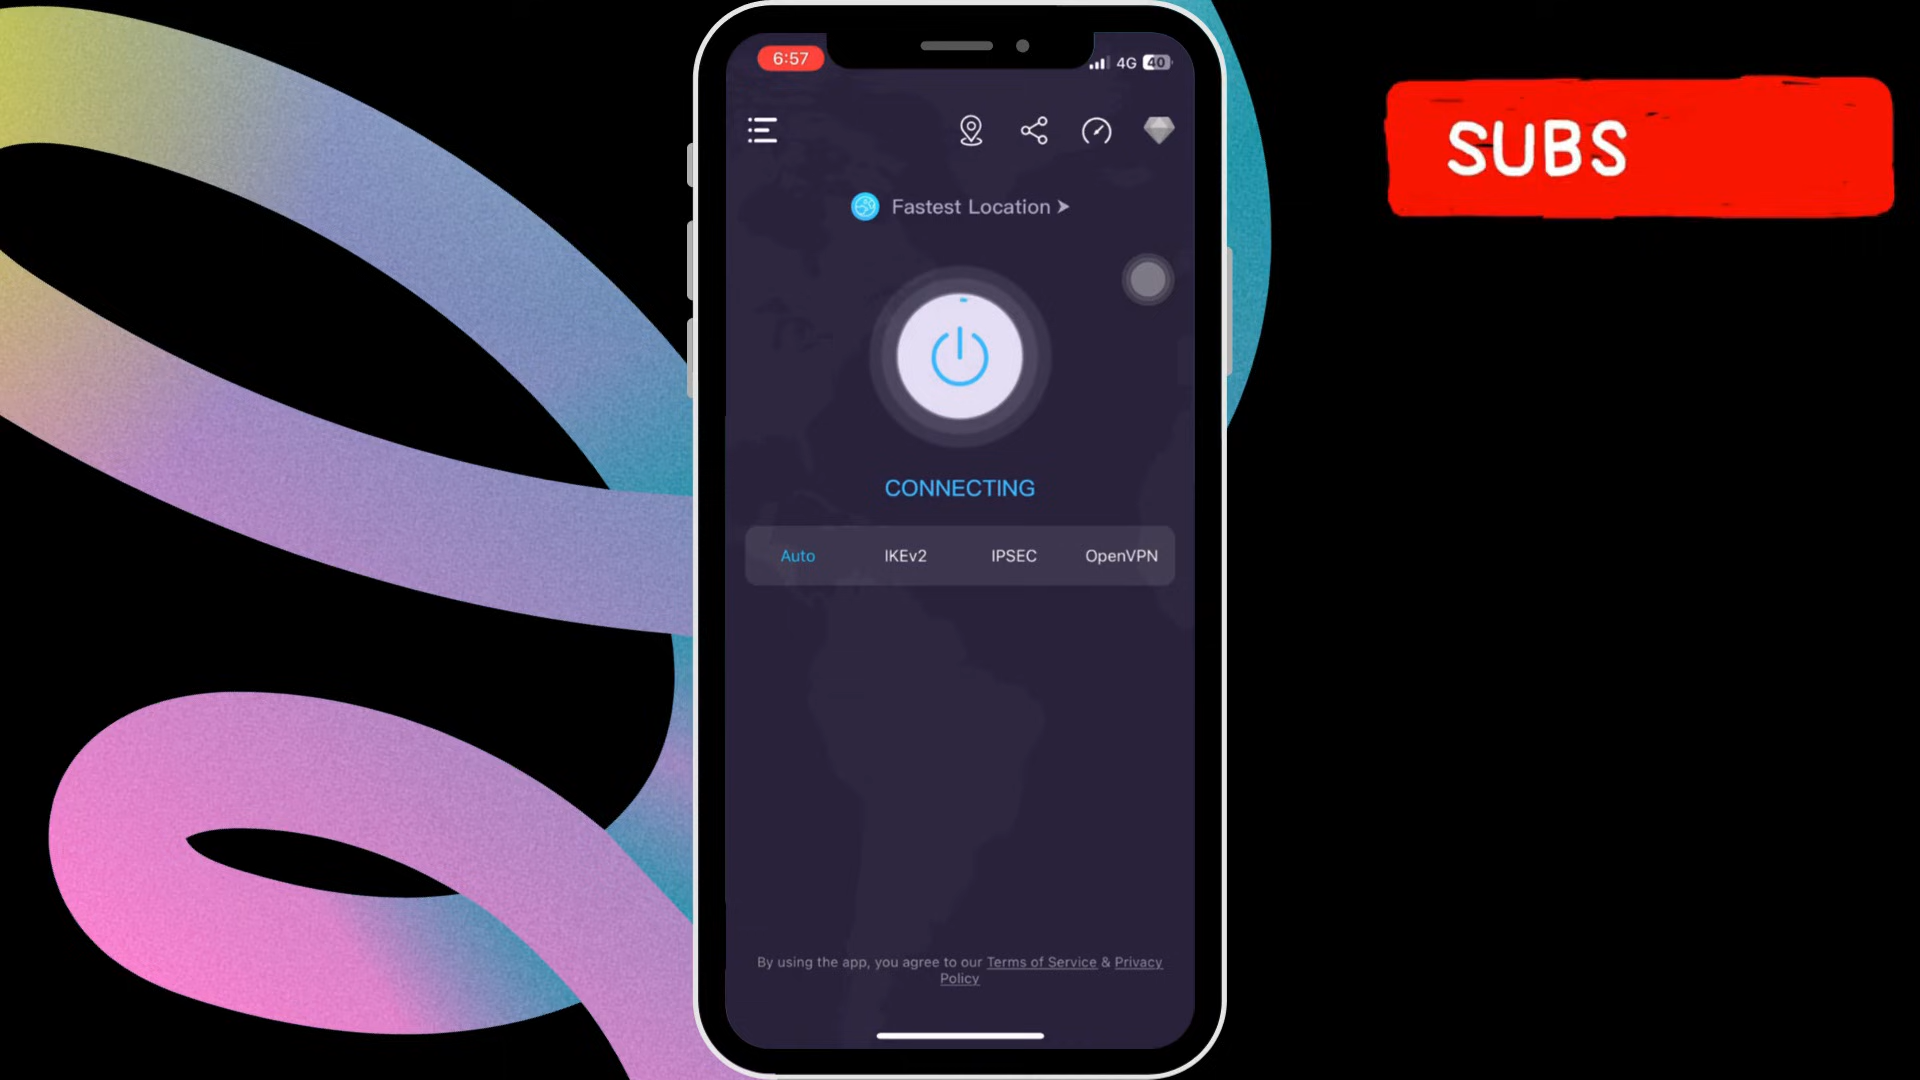 6:57
4G 40
SUBS
Fastest Location
CONNECTING
Auto IKEv2 IPSEC OpenVPN
By using the app, you agree to our Terms of Service & Privacy
Policy